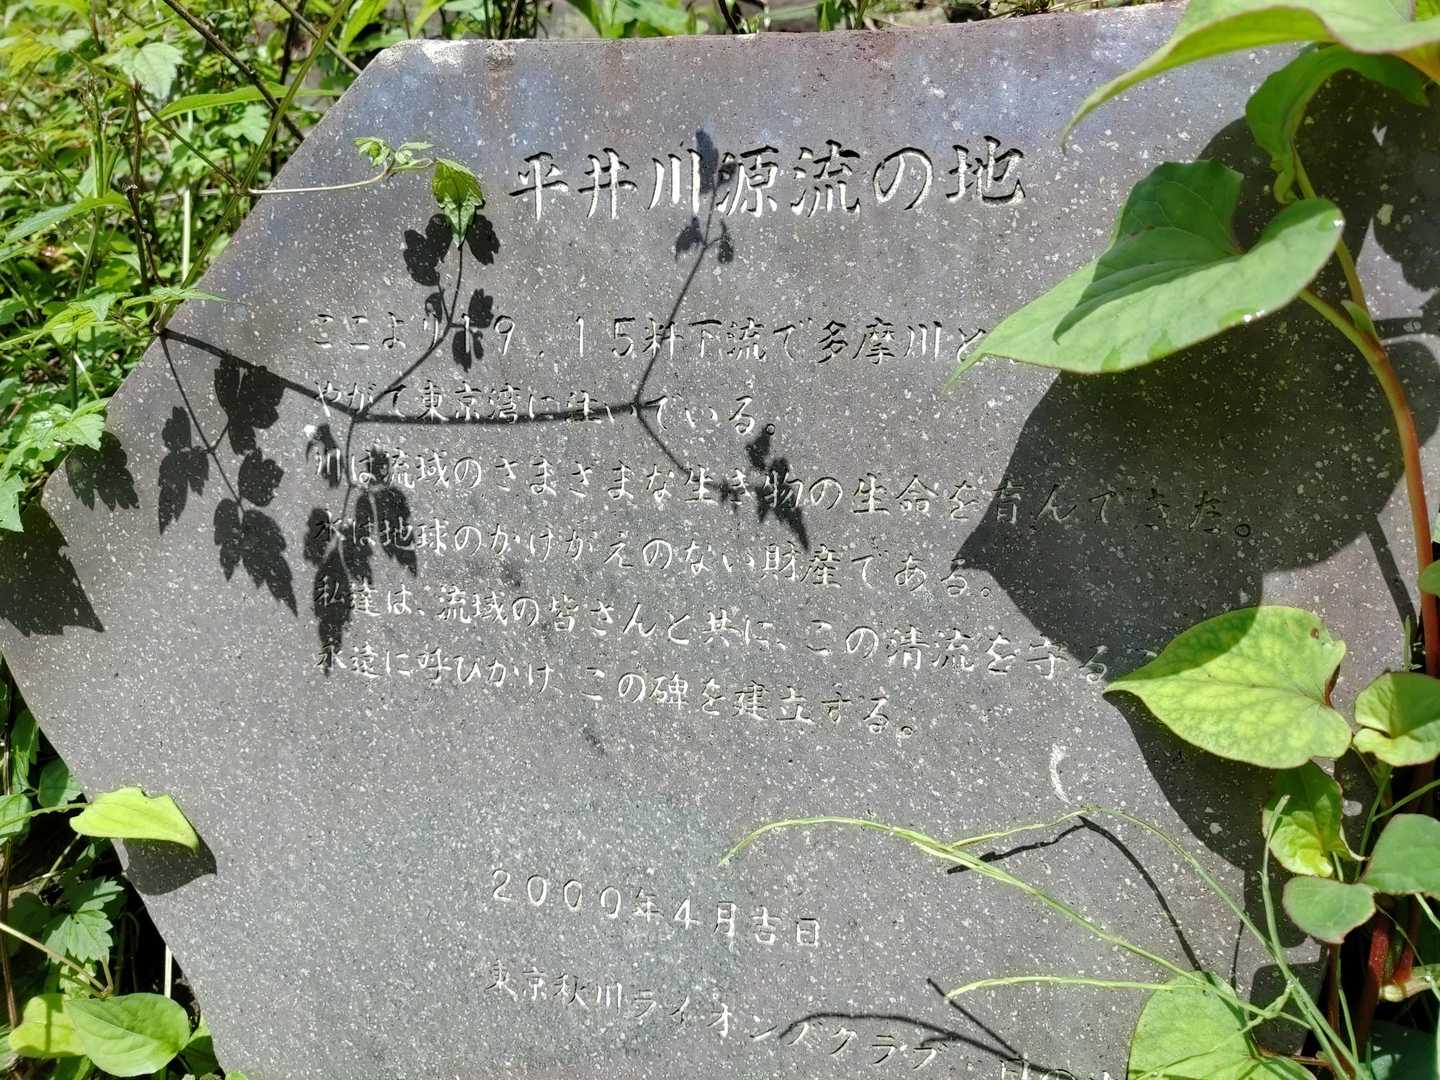 平井川源流の地
ここより19.15粁下流で多摩川と
やがて東京湾に注いでいる。
川は流域のさまざまな生き物の生命を育んできた。
水は地球のかけがえのない財産である。
私達は、流域の皆さんと共に、この清流を守る
永遠に呼びかけ、この碑を建立する。
2000年4月吉日
東京秋川ライオンズクラブ